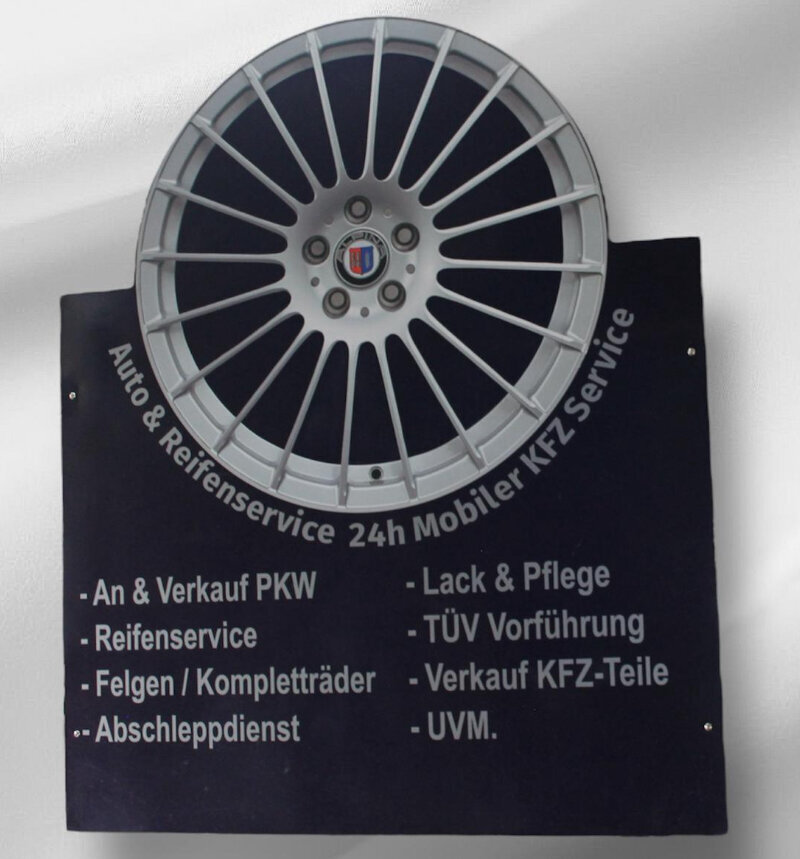 ALPINA
Auto & Reifenservice 24h Mobiler KFZ Service
- An & Verkauf PKW
- Reifenservice
- Felgen / Kompletträder
- Abschleppdienst
- Lack & Pflege
- TÜV Vorführung
- Verkauf KFZ-Teile
- UVM.